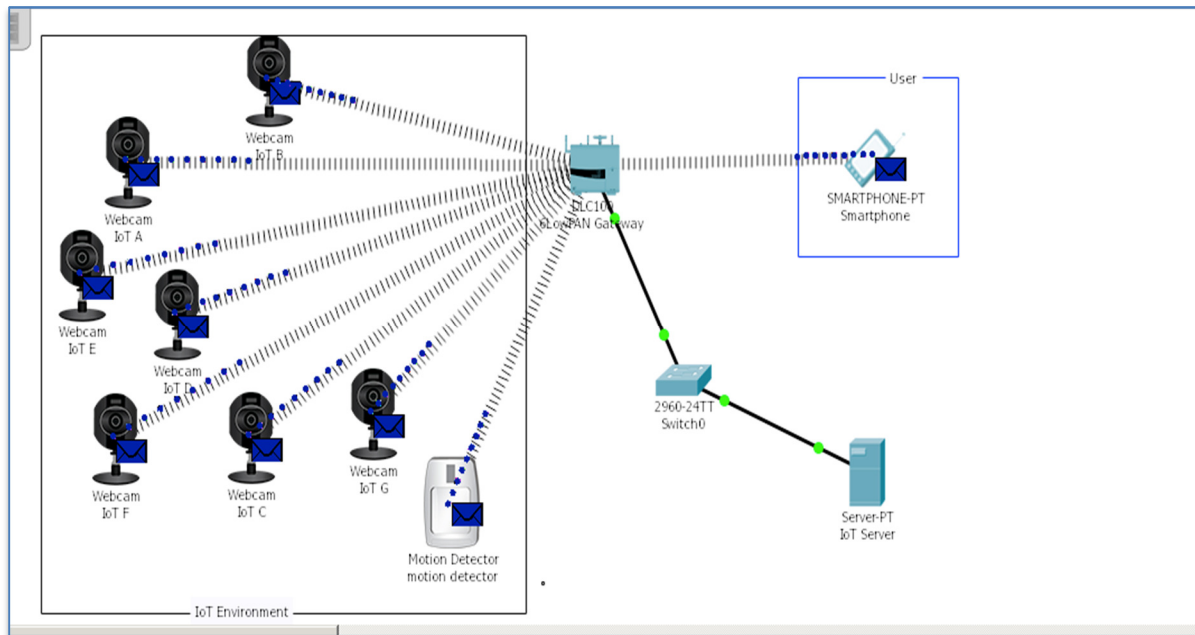 User
Webcam
IoT B
Webcam
IoT A
DLC100
6LowPAN Gateway
SMARTPHONE-PT
Smartphone
Webcam
IoT E
Webcam
IoT D
2960-24TT
Switch0
Webcam
IoT F
Webcam
IoT C
Webcam
IoT G
Server-PT
IoT Server
Motion Detector
motion detector
IoT Environment